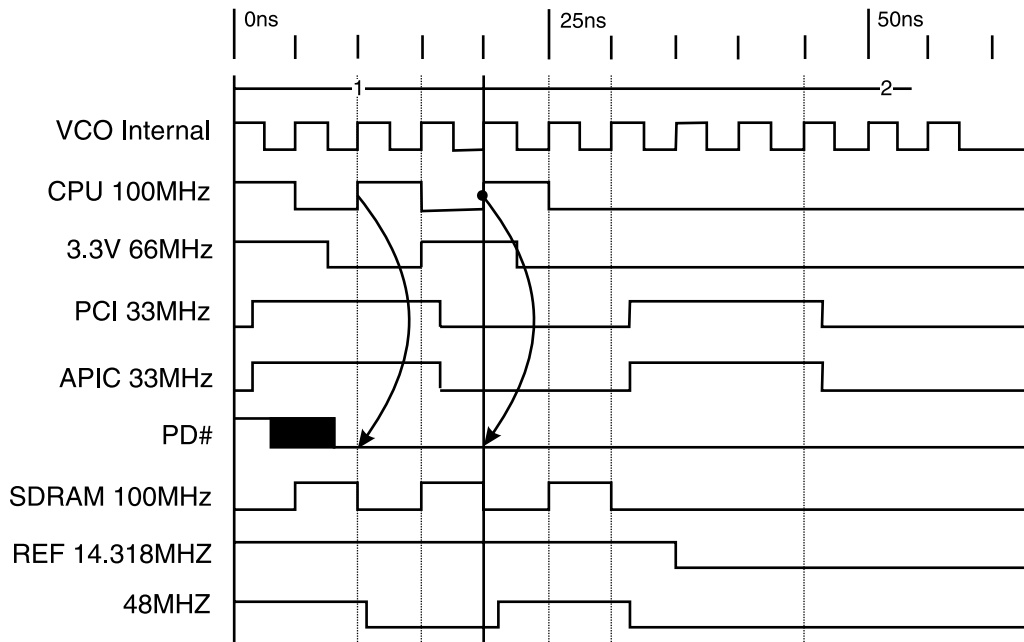 0ns 25ns 50ns
1 2
VCO Internal
CPU 100MHz
3.3V 66MHz
PCI 33MHz
APIC 33MHz
PD#
SDRAM 100MHz
REF 14.318MHZ
48MHZ